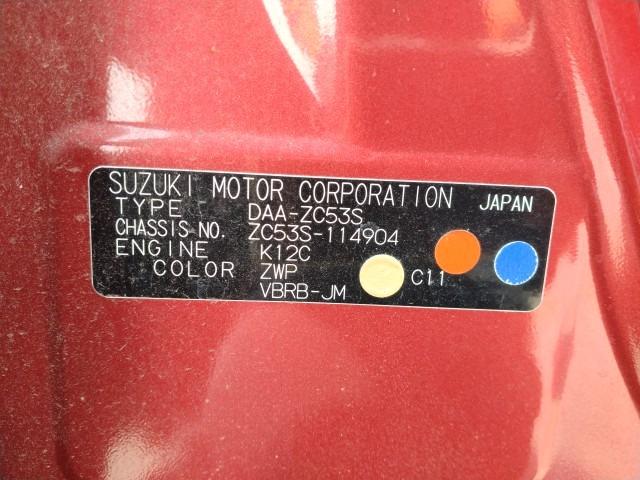 SUZUKI MOTOR CORPORATION JAPAN
TYPE DAA-ZC53S
CHASSIS NO. ZC53S-114904
ENGINE K12C
COLOR ZWP C11
VBRB-JM